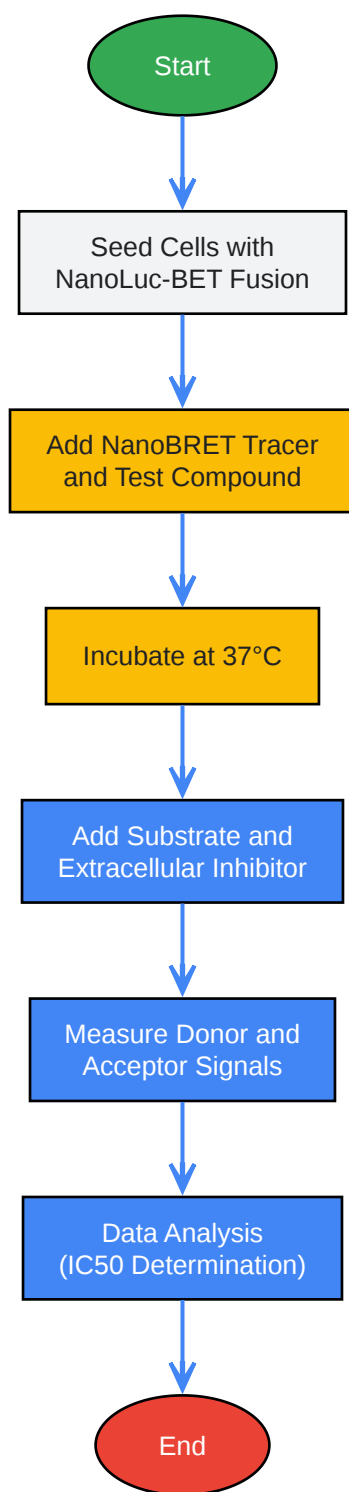 Start
Seed Cells with
NanoLuc-BET Fusion
Add NanoBRET Tracer
and Test Compound
Incubate at 37°C
Add Substrate and
Extracellular Inhibitor
Measure Donor and
Acceptor Signals
Data Analysis
(IC50 Determination)
End